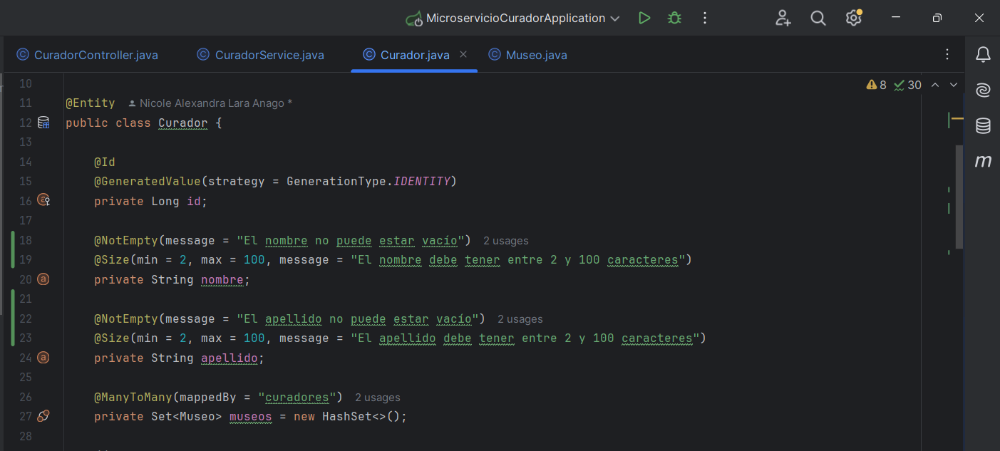 MicroservicioCuradorApplication
CuradorController.java
CuradorService.java
Curador.java
Museo.java
8
30
10
11 @Entity Nicole Alexandra Lara Anago *
12 public class Curador {
13
14 @Id
15 @GeneratedValue(strategy = GenerationType.IDENTITY)
16 private Long id;
17
18 @NotEmpty(message = "El nombre no puede estar vacío") 2 usages
19 @Size(min = 2, max = 100, message = "El nombre debe tener entre 2 y 100 caracteres")
20 private String nombre;
21
22 @NotEmpty(message = "El apellido no puede estar vacío") 2 usages
23 @Size(min = 2, max = 100, message = "El apellido debe tener entre 2 y 100 caracteres")
24 private String apellido;
25
26 @ManyToMany(mappedBy = "curadores") 2 usages
27 private Set<Museo> museos = new HashSet<>();
28